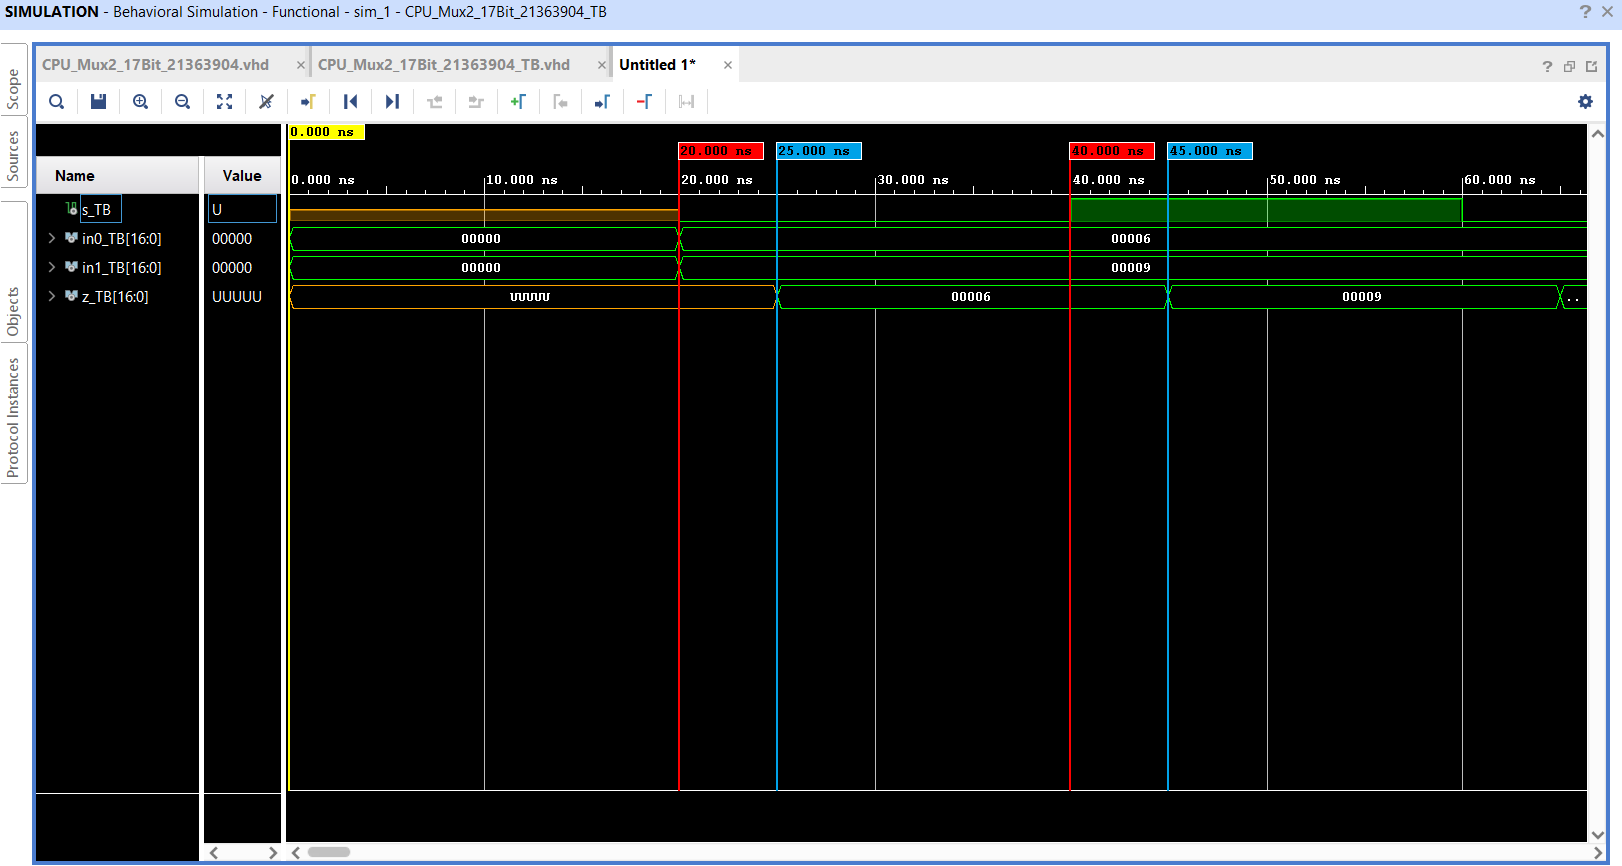 SIMULATION - Behavioral Simulation - Functional - sim_1 - CPU_Mux2_17Bit_21363904_TB
? ×
Scope
Sources
Objects
Protocol Instances
CPU_Mux2_17Bit_21363904.vhd ×
CPU_Mux2_17Bit_21363904_TB.vhd ×
Untitled 1* ×
?
0.000 ns
20.000 ns 25.000 ns 40.000 ns 45.000 ns
Name Value
0.000 ns 10.000 ns 20.000 ns 30.000 ns 40.000 ns 50.000 ns 60.000 ns
s_TB U
in0_TB[16:0] 00000 00000 00006
in1_TB[16:0] 00000 00000 00009
z_TB[16:0] UUUUU UUUUU 00006 00009 ..